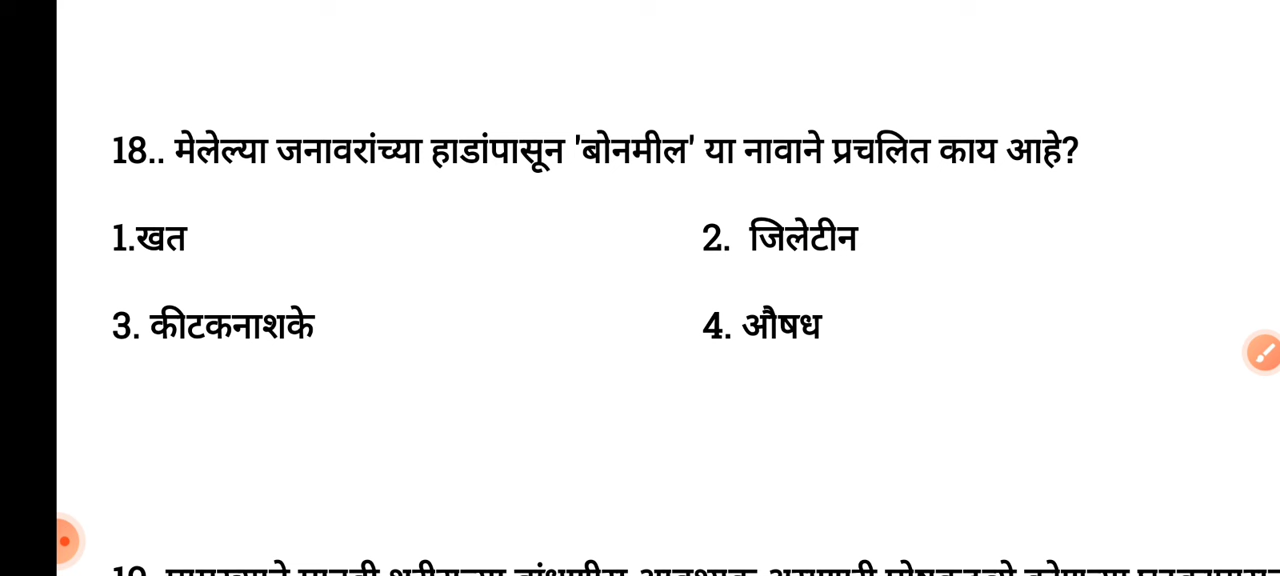 18.. मेलेल्या जनावरांच्या हाडांपासून 'बोनमील' या नावाने प्रचलित काय आहे?
1.खत 2. जिलेटीन
3. कीटकनाशके 4. औषध